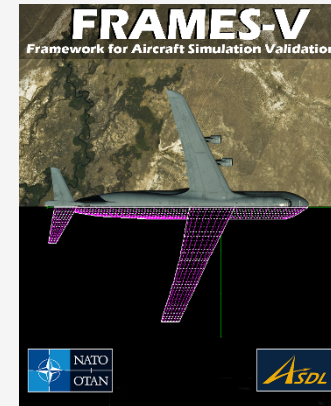 FRAMES-V
Framework for Aircraft Simulation Validation
NATO
OTAN
ASDL